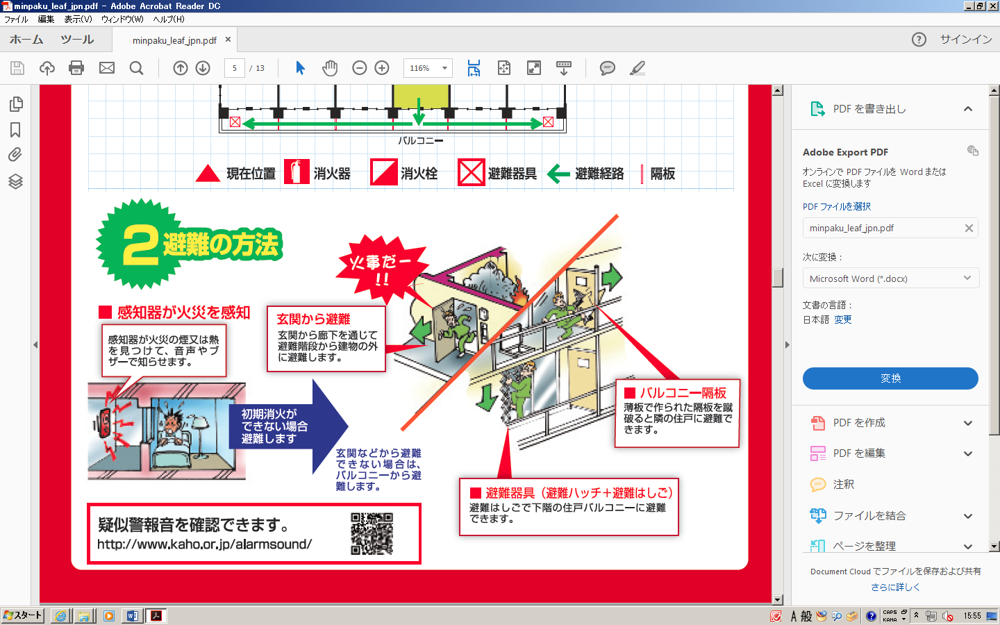 minpaku_leaf_jpn.pdf - Adobe Acrobat Reader DC
ファイル 編集 表示(V) ウィンドウ(W) ヘルプ(H)
ホーム ツール minpaku_leaf_jpn.pdf × サインイン
5 / 13 116%
バルコニー
現在位置 消火器 消火栓 避難器具 避難経路 隔板
2 避難の方法
火事だー
!!
■ 感知器が火災を感知
感知器が火災の煙又は熱
を見つけて、音声やブ
ザーで知らせます。
玄関から避難
玄関から廊下を通じて
避難階段から建物の外
に避難します。
初期消火が
できない場合
避難します
玄関などから避難
できない場合は、
バルコニーから避
難します。
■ バルコニー隔板
薄板で作られた隔板を蹴
破ると隣の住戸に避難で
きます。
■ 避難器具（避難ハッチ＋避難はしご）
避難はしごで下階の住戸バルコニーに避難
できます。
疑似警報音を確認できます。
http://www.kaho.or.jp/alarmsound/
PDF を書き出し
Adobe Export PDF
オンラインで PDF ファイルを Word または
Excel に変換します
PDF ファイルを選択
minpaku_leaf_jpn.pdf
次に変換 :
Microsoft Word (*.docx)
文書の言語 :
日本語 変更
変換
PDF を作成
PDF を編集
注釈
ファイルを結合
ページを整理
Document Cloud でファイルを保存および共有
さらに詳しく
スタート
A 般
CAPS
KANA
15:55